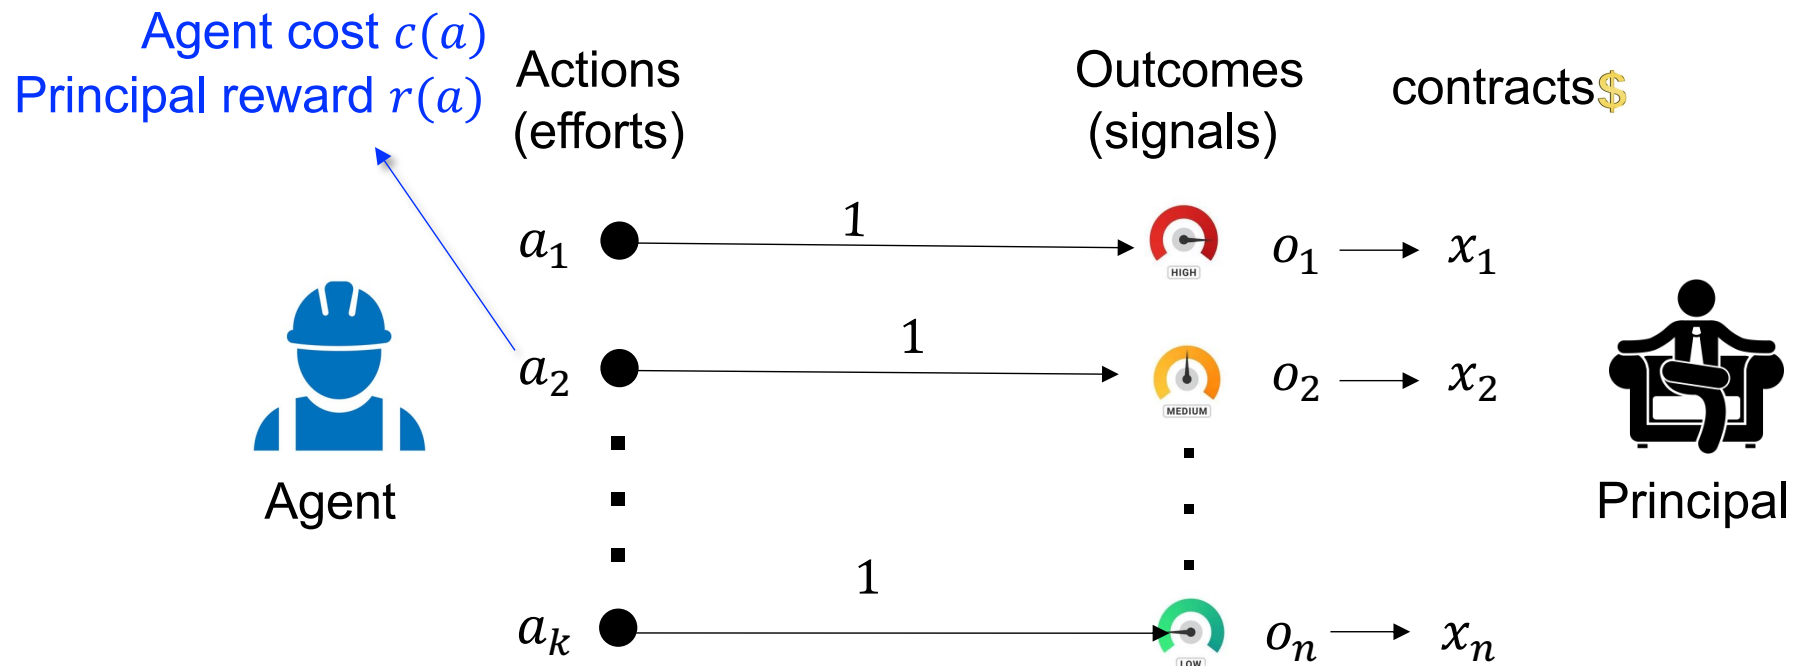 Agent cost c(a)
Principal reward r(a)
Actions
(efforts)
Outcomes
(signals)
contracts$
a₁
1
HIGH
o₁
x₁
a₂
1
MEDIUM
o₂
x₂
Agent
Principal
aₖ
1
LOW
oₙ
xₙ